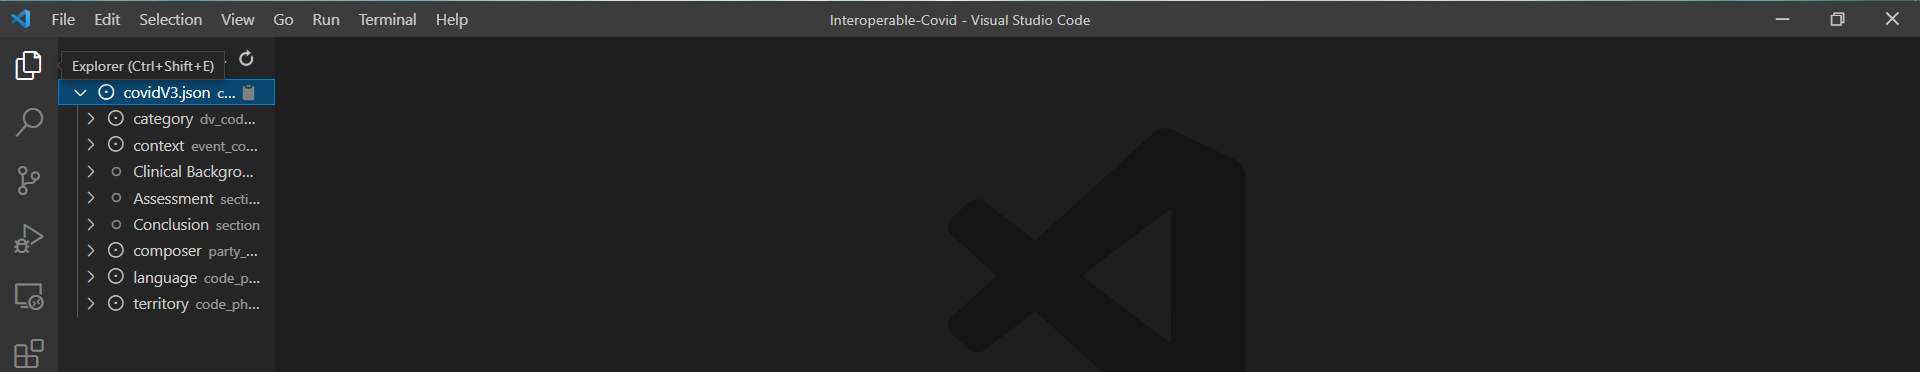 File Edit Selection View Go Run Terminal Help Interoperable-Covid - Visual Studio Code
Explorer (Ctrl+Shift+E)
covidV3.json c...
category dv_cod...
context event_co...
Clinical Backgro...
Assessment secti...
Conclusion section
composer party_...
language code_p...
territory code_ph...